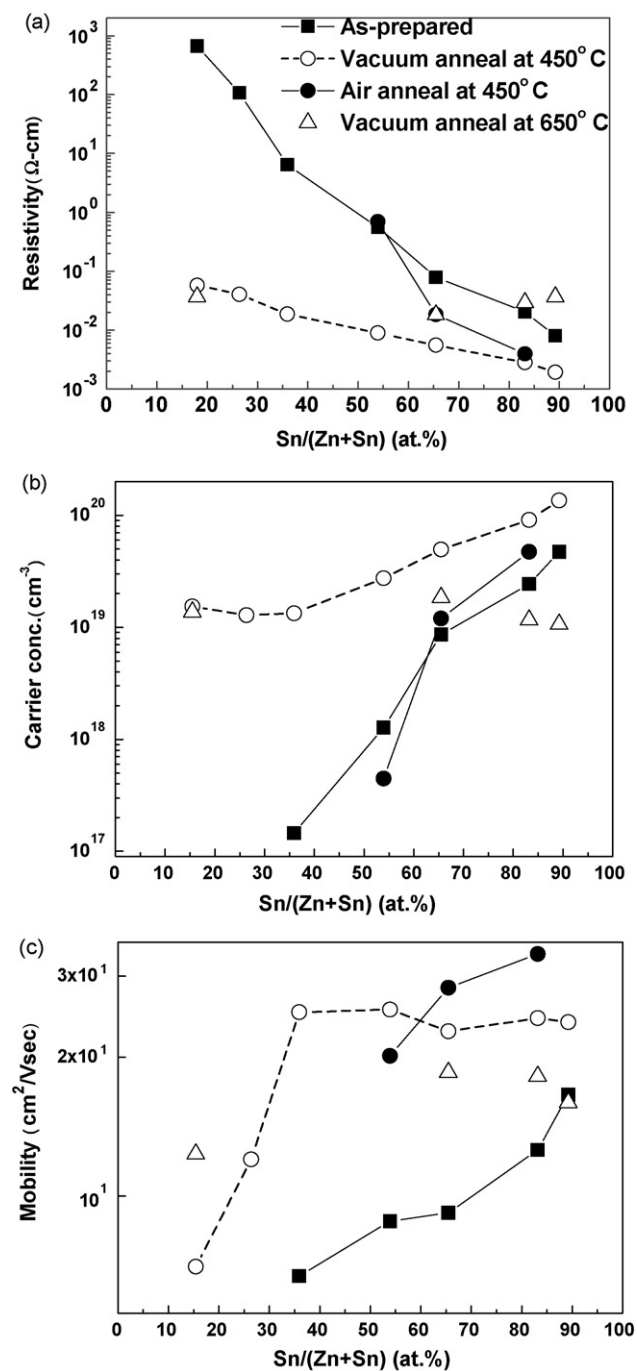 (a)
As-prepared
Vacuum anneal at 450° C
Air anneal at 450° C
Vacuum anneal at 650° C
10³
10²
10¹
10⁰
10⁻¹
10⁻²
10⁻³
Resistivity(Ω-cm)
0 10 20 30 40 50 60 70 80 90 100
Sn/(Zn+Sn) (at.%)
(b)
10²⁰
10¹⁹
10¹⁸
10¹⁷
Carrier conc.(cm⁻³)
0 10 20 30 40 50 60 70 80 90 100
Sn/(Zn+Sn) (at.%)
(c)
3x10¹
2x10¹
10¹
Mobility (cm²/Vsec)
0 10 20 30 40 50 60 70 80 90 100
Sn/(Zn+Sn) (at.%)